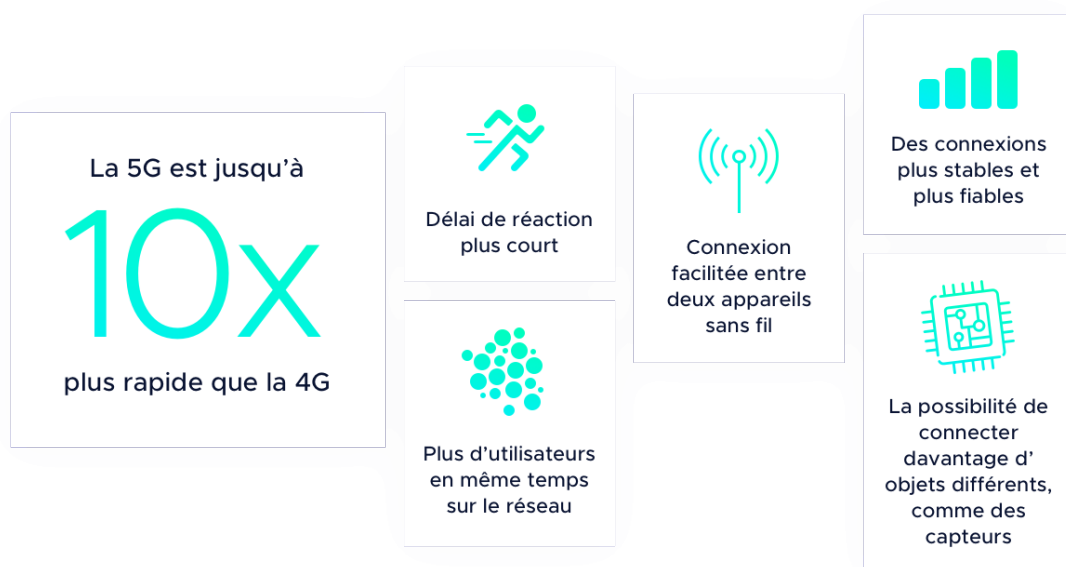 La 5G est jusqu'à
10x
plus rapide que la 4G
Délai de réaction
plus court
Plus d'utilisateurs
en même temps
sur le réseau
Connexion
facilitée entre
deux appareils
sans fil
Des connexions
plus stables et
plus fiables
La possibilité de
connecter
davantage d'
objets différents,
comme des
capteurs